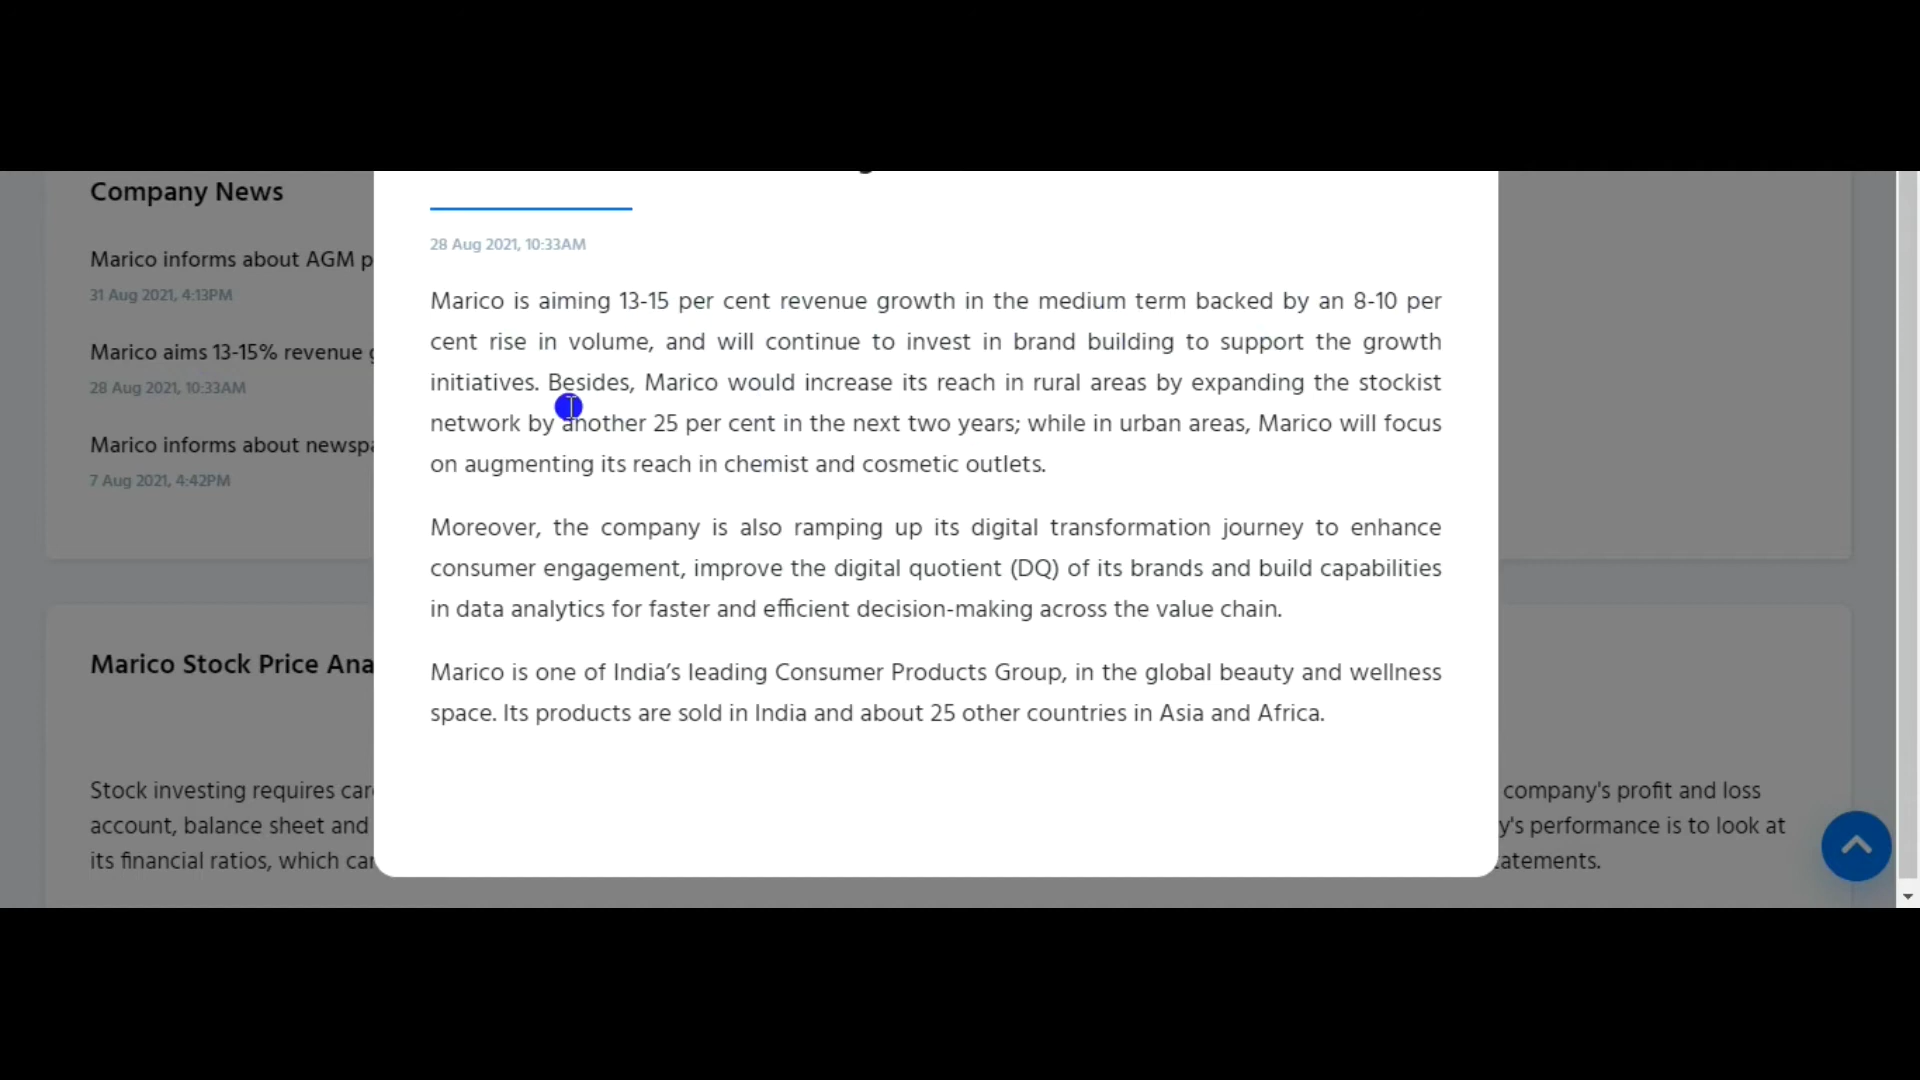 Company News
Marico informs about AGM p
31 Aug 2021, 4:13PM
Marico aims 13-15% revenue g
28 Aug 2021, 10:33AM
Marico informs about newspa
7 Aug 2021, 4:42PM
28 Aug 2021, 10:33AM
Marico is aiming 13-15 per cent revenue growth in the medium term backed by an 8-10 per
cent rise in volume, and will continue to invest in brand building to support the growth
initiatives. Besides, Marico would increase its reach in rural areas by expanding the stockist
network by another 25 per cent in the next two years; while in urban areas, Marico will focus
on augmenting its reach in chemist and cosmetic outlets.
Moreover, the company is also ramping up its digital transformation journey to enhance
consumer engagement, improve the digital quotient (DQ) of its brands and build capabilities
in data analytics for faster and efficient decision-making across the value chain.
Marico is one of India’s leading Consumer Products Group, in the global beauty and wellness
space. Its products are sold in India and about 25 other countries in Asia and Africa.
Marico Stock Price Ana
Stock investing requires car
account, balance sheet and
its financial ratios, which car
company's profit and loss
y's performance is to look at
atements.